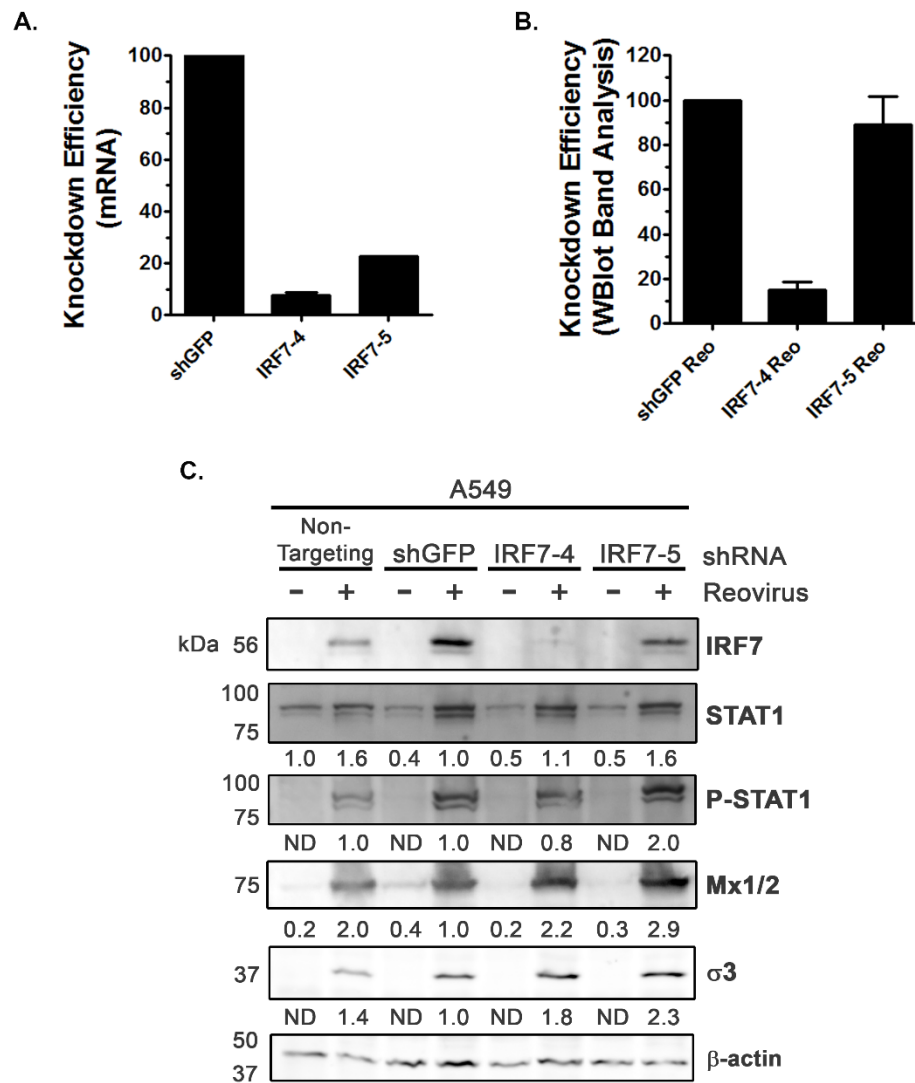 A.
Knockdown Efficiency
(mRNA)
100
80
60
40
20
0
shGFP
IRF7-4
IRF7-5
B.
Knockdown Efficiency
(WBlot Band Analysis)
120
100
80
60
40
20
0
shGFP Reo
IRF7-4 Reo
IRF7-5 Reo
C.
A549
Non-
Targeting shGFP IRF7-4 IRF7-5 shRNA
− + − + − + − + Reovirus
kDa 56 IRF7
100
75
STAT1
1.0 1.6 0.4 1.0 0.5 1.1 0.5 1.6
100
75
P-STAT1
ND 1.0 ND 1.0 ND 0.8 ND 2.0
75 Mx1/2
0.2 2.0 0.4 1.0 0.2 2.2 0.3 2.9
37 σ3
ND 1.4 ND 1.0 ND 1.8 ND 2.3
50
37
β-actin